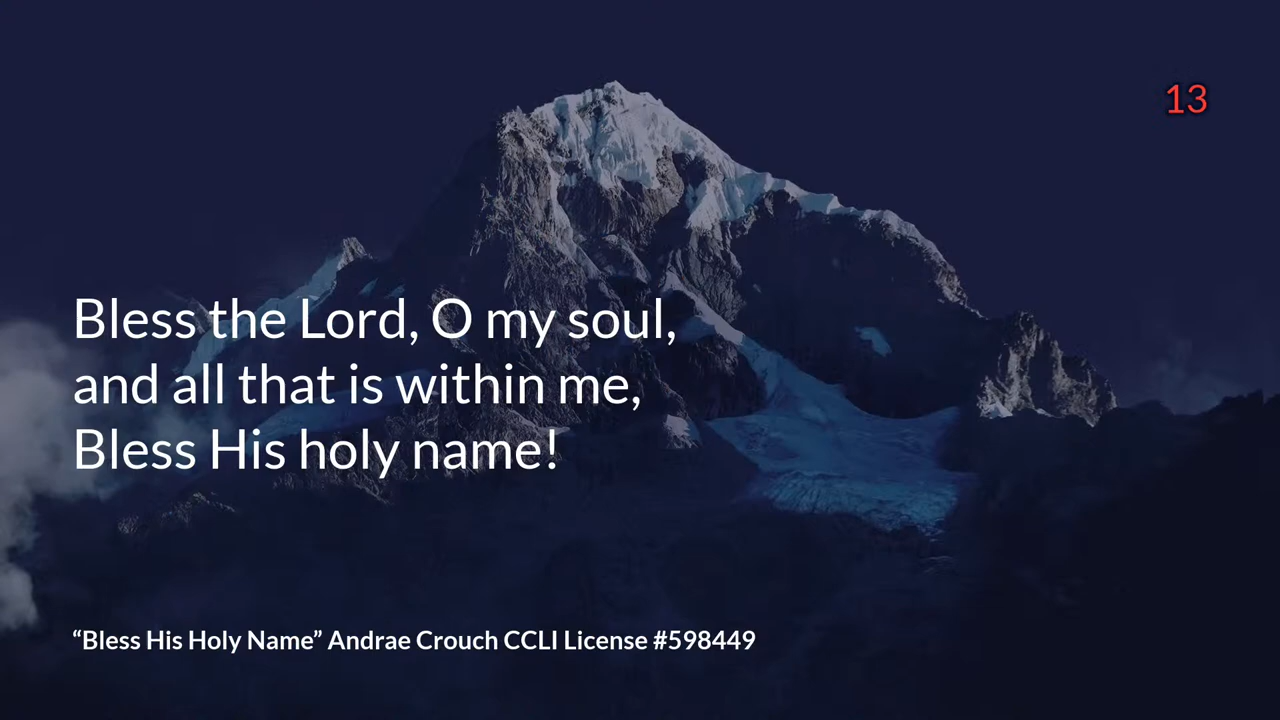 13
Bless the Lord, O my soul,
and all that is within me,
Bless His holy name!
“Bless His Holy Name” Andrae Crouch CCLI License #598449